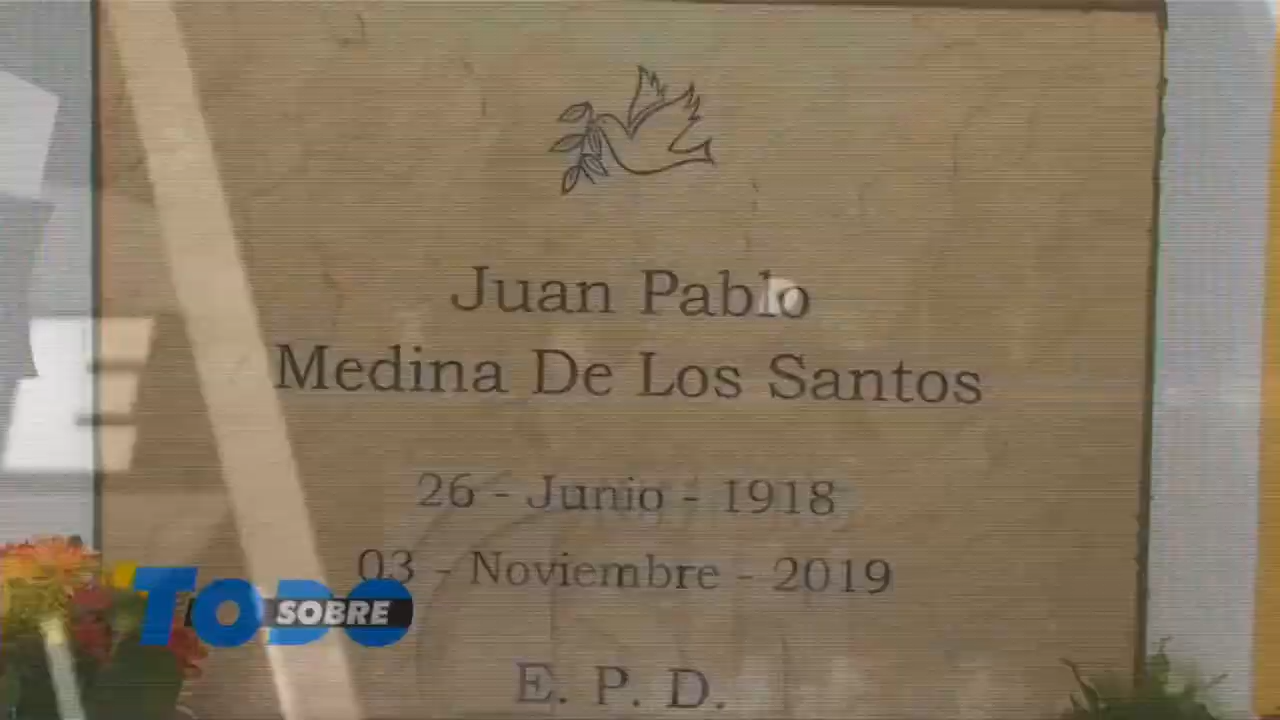 Juan Pablo
Medina De Los Santos
26 - Junio - 1918
03 - Noviembre - 2019
TODO
SOBRE
E. P. D.